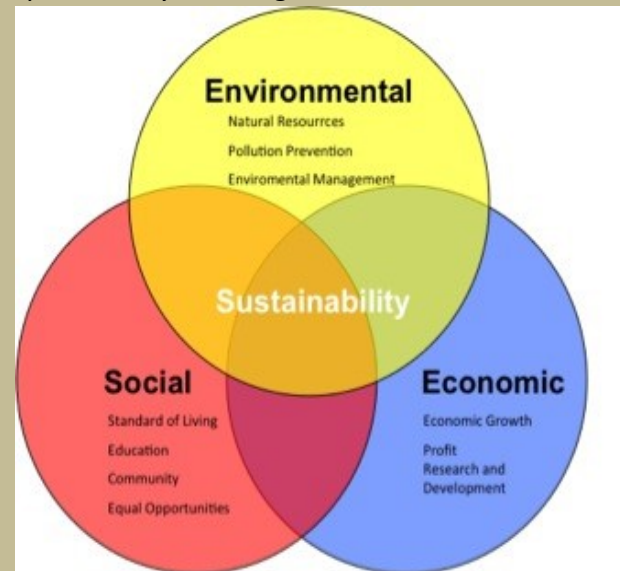 Environmental
Natural Resourrces
Pollution Prevention
Enviromental Management
Sustainability
Social
Standard of Living
Education
Community
Equal Opportunities
Economic
Economic Growth
Profit
Research and
Development